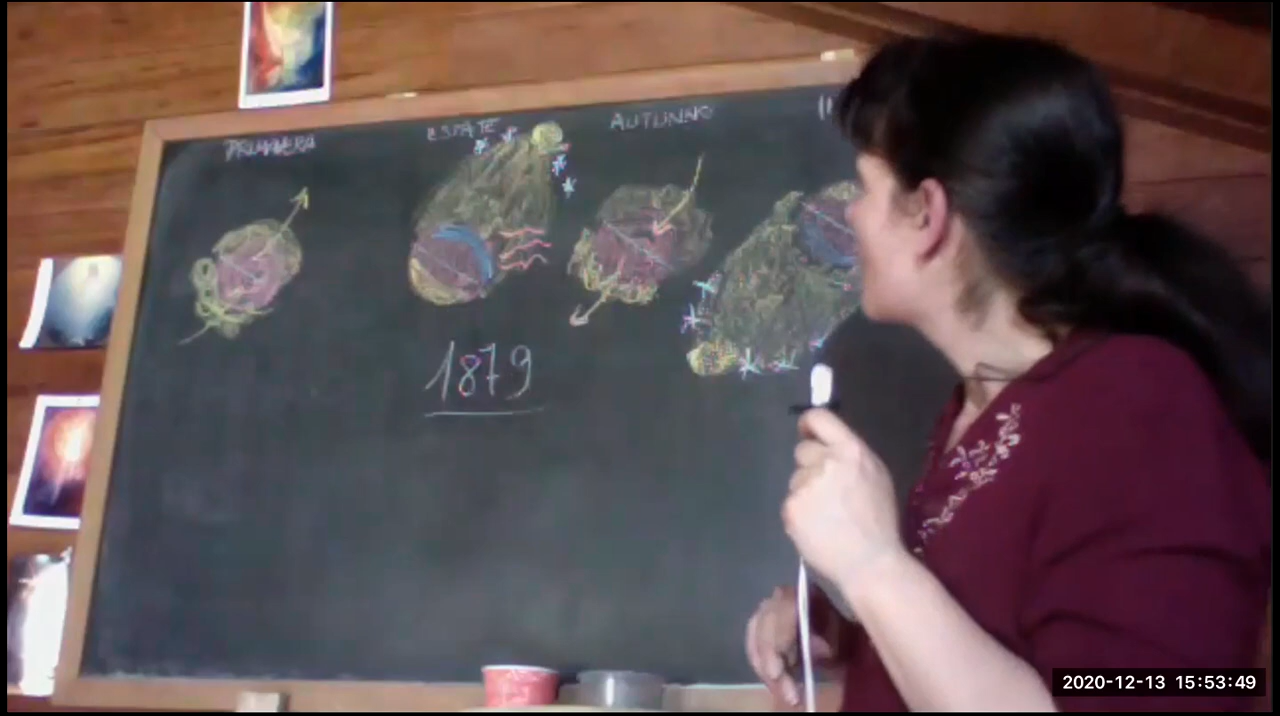 PRIMAVERA
ESTATE
AUTUNNO
1879
2020-12-13 15:53:49